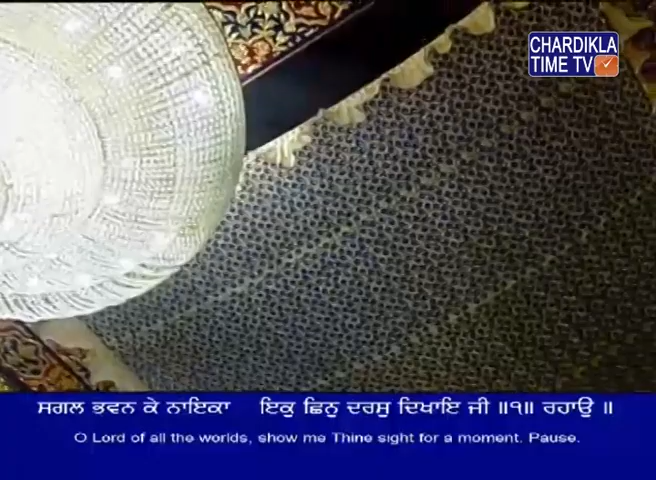 CHARDIKLA
TIME TV
ਸਗਲ ਭਵਨ ਕੇ ਨਾਇਕਾ ਇਕੁ ਛਿਨੁ ਦਰਸੁ ਦਿਖਾਇ ਜੀ ॥੧॥ ਰਹਾਉ ॥
O Lord of all the worlds, show me Thine sight for a moment. Pause.